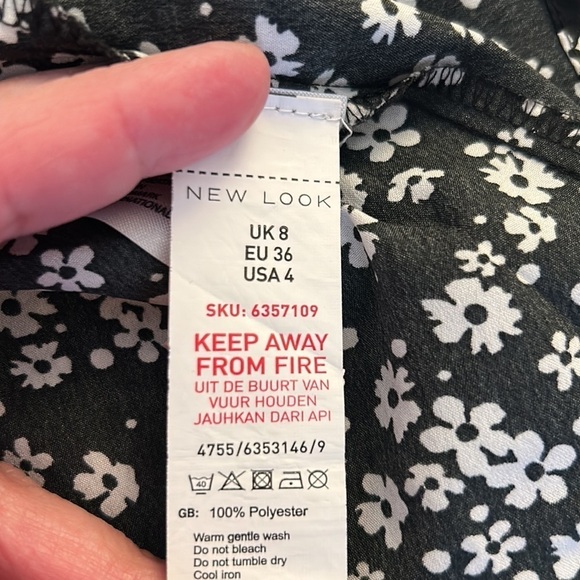 NEW LOOK
UK 8
EU 36
USA 4
SKU: 6357109
KEEP AWAY
FROM FIRE
UIT DE BUURT VAN
VUUR HOUDEN
JAUHKAN DARI API
4755/6353146/9
40
GB: 100% Polyester
Warm gentle wash
Do not bleach
Do not tumble dry
Cool iron